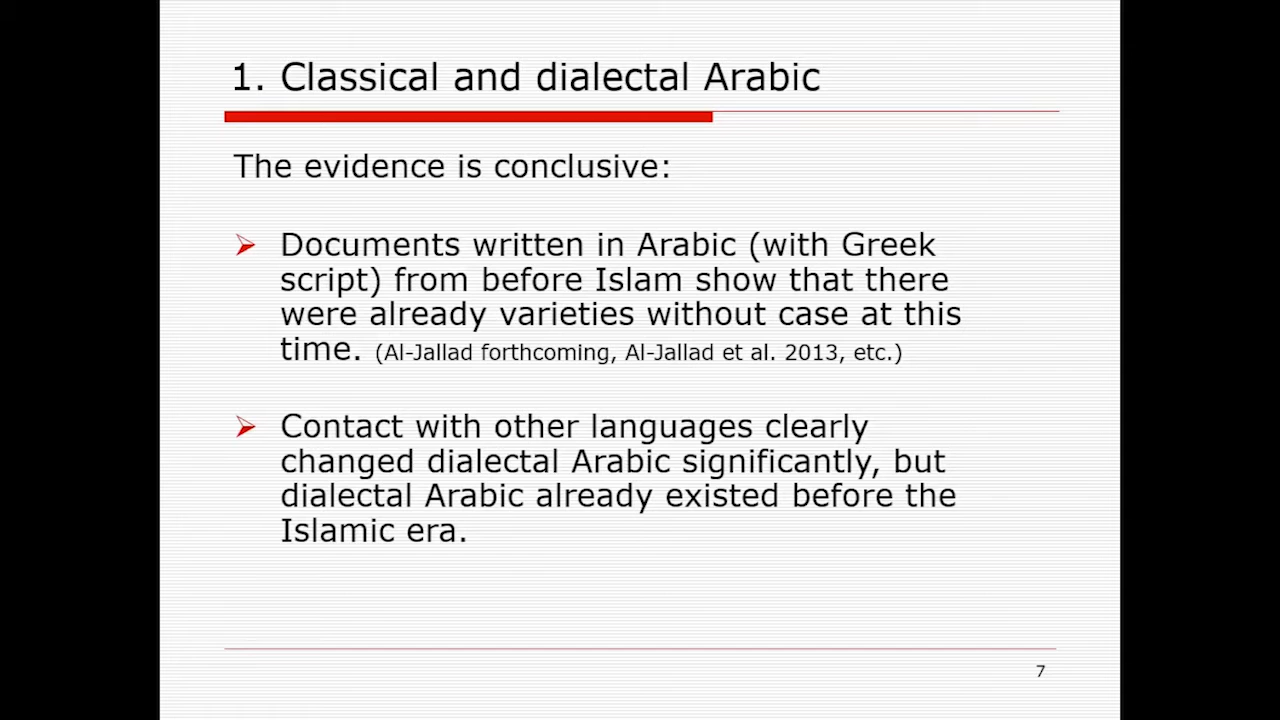 1. Classical and dialectal Arabic
The evidence is conclusive:
Documents written in Arabic (with Greek
script) from before Islam show that there
were already varieties without case at this
time. (Al-Jallad forthcoming, Al-Jallad et al. 2013, etc.)
Contact with other languages clearly
changed dialectal Arabic significantly, but
dialectal Arabic already existed before the
Islamic era.
7